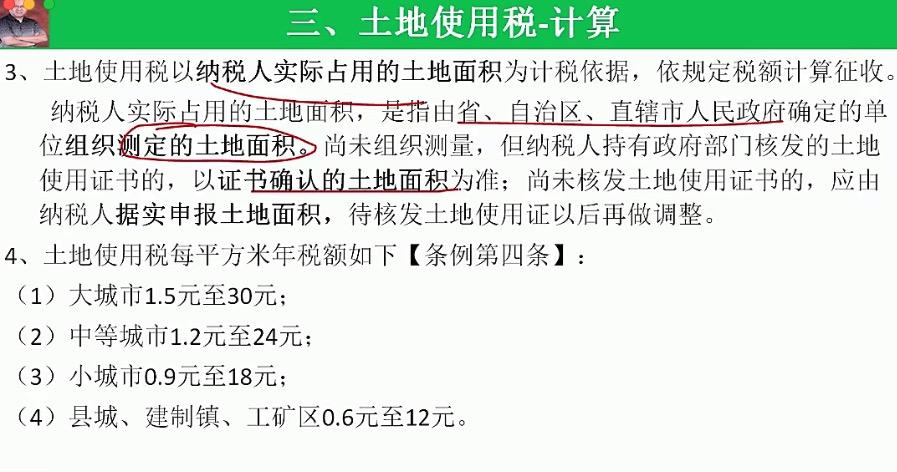 三、土地使用税-计算
3、土地使用税以纳税人实际占用的土地面积为计税依据，依规定税额计算征收。
纳税人实际占用的土地面积，是指由省、自治区、直辖市人民政府确定的单
位组织测定的土地面积。尚未组织测量，但纳税人持有政府部门核发的土地
使用证书的，以证书确认的土地面积为准；尚未核发土地使用证书的，应由
纳税人据实申报土地面积，待核发土地使用证以后再做调整。
4、土地使用税每平方米年税额如下【条例第四条】：
（1）大城市1.5元至30元；
（2）中等城市1.2元至24元；
（3）小城市0.9元至18元；
（4）县城、建制镇、工矿区0.6元至12元。